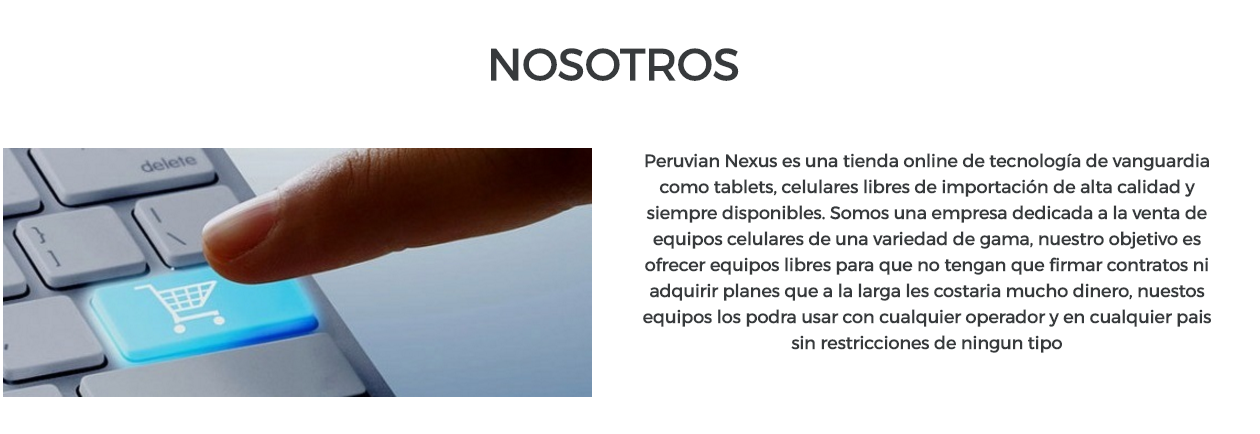 NOSOTROS
delete
}
]
\
Peruvian Nexus es una tienda online de tecnología de vanguardia
como tablets, celulares libres de importación de alta calidad y
siempre disponibles. Somos una empresa dedicada a la venta de
equipos celulares de una variedad de gama, nuestro objetivo es
ofrecer equipos libres para que no tengan que firmar contratos ni
adquirir planes que a la larga les costaria mucho dinero, nuestos
equipos los podra usar con cualquier operador y en cualquier pais
sin restricciones de ningun tipo